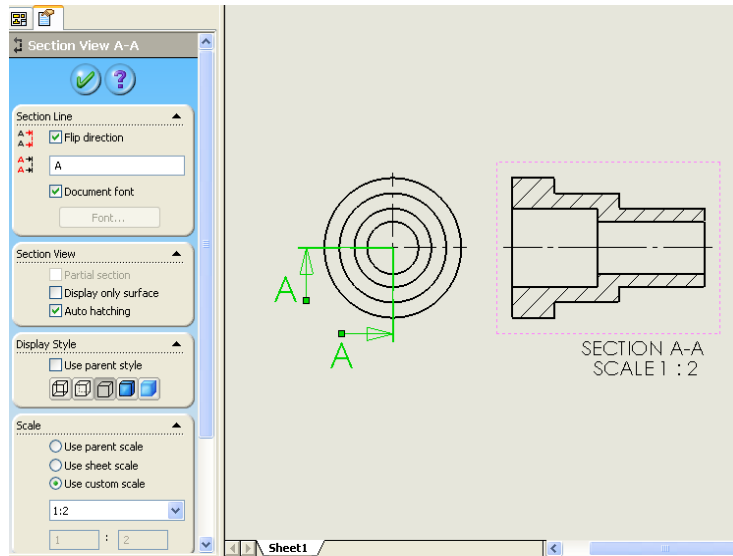 Section View A-A
?
Section Line
Flip direction
A
Document font
Font...
Section View
Partial section
Display only surface
Auto hatching
Display Style
Use parent style
Scale
Use parent scale
Use sheet scale
Use custom scale
1:2
1 : 2
A
A
SECTION A-A
SCALE 1 : 2
Sheet1